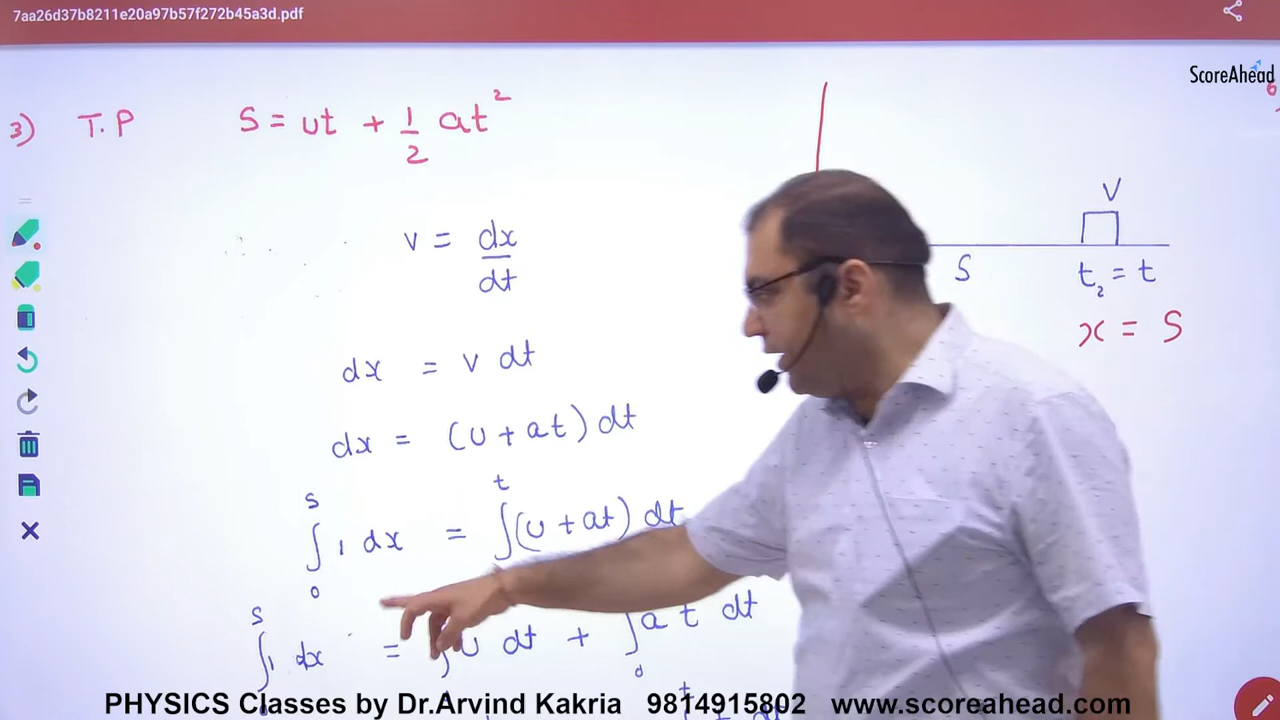 7aa26d37b8211e20a97b57f272b45a3d.pdf
ScoreAhead
3) T.P S = ut + 1/2 at²
v = dx/dt
dx = v dt
dx = (u + at) dt
∫₀ˢ 1 dx = ∫ᵗ (u + at) dt
∫₀ˢ 1 dx = ∫ u dt + ∫₀ a t dt
V
S
t₂ = t
x = S
PHYSICS Classes by Dr.Arvind Kakria 9814915802 www.scoreahead.com